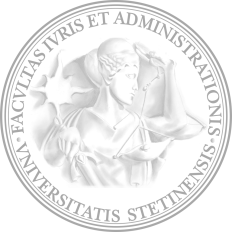 FACVLTAS IVRIS ET ADMINISTRATIONIS
VNIVERSITATIS STETINENSIS